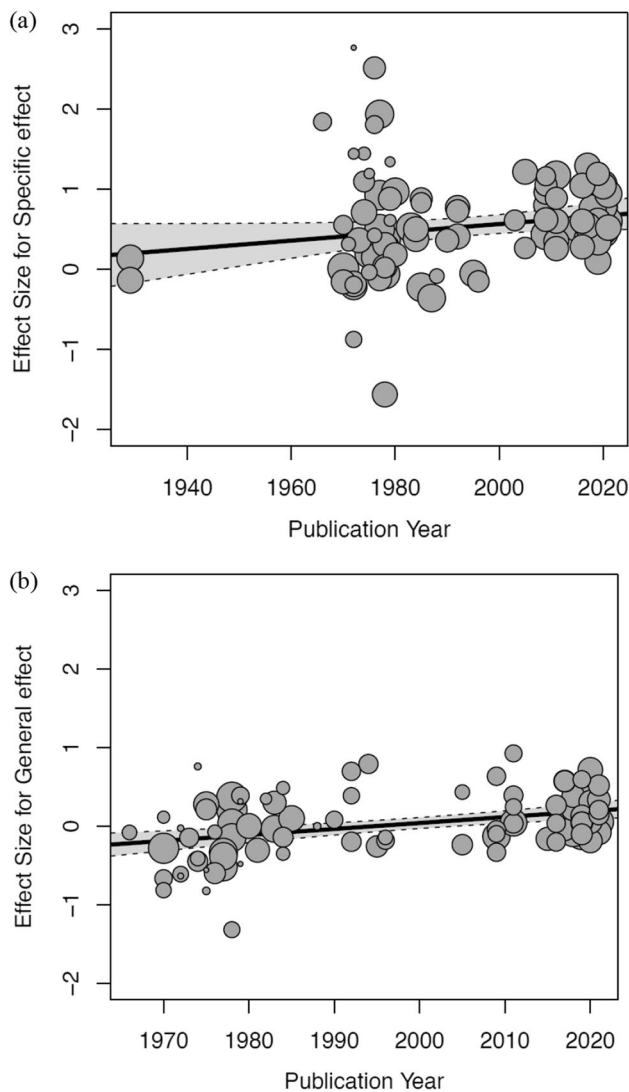 (a)
Effect Size for Specific effect
3
2
1
0
−1
−2
1940 1960 1980 2000 2020
Publication Year
(b)
Effect Size for General effect
3
2
1
0
−1
−2
1970 1980 1990 2000 2010 2020
Publication Year